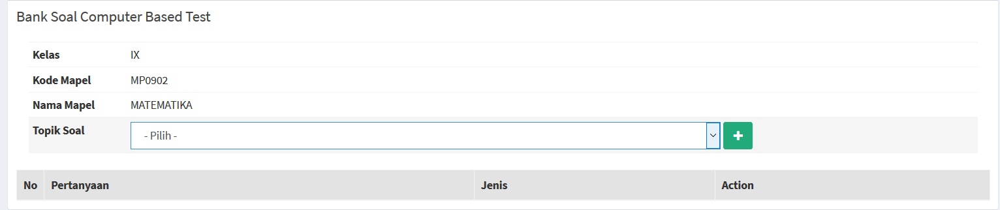 Bank Soal Computer Based Test
Kelas IX
Kode Mapel MP0902
Nama Mapel MATEMATIKA
Topik Soal - Pilih -
No Pertanyaan Jenis Action